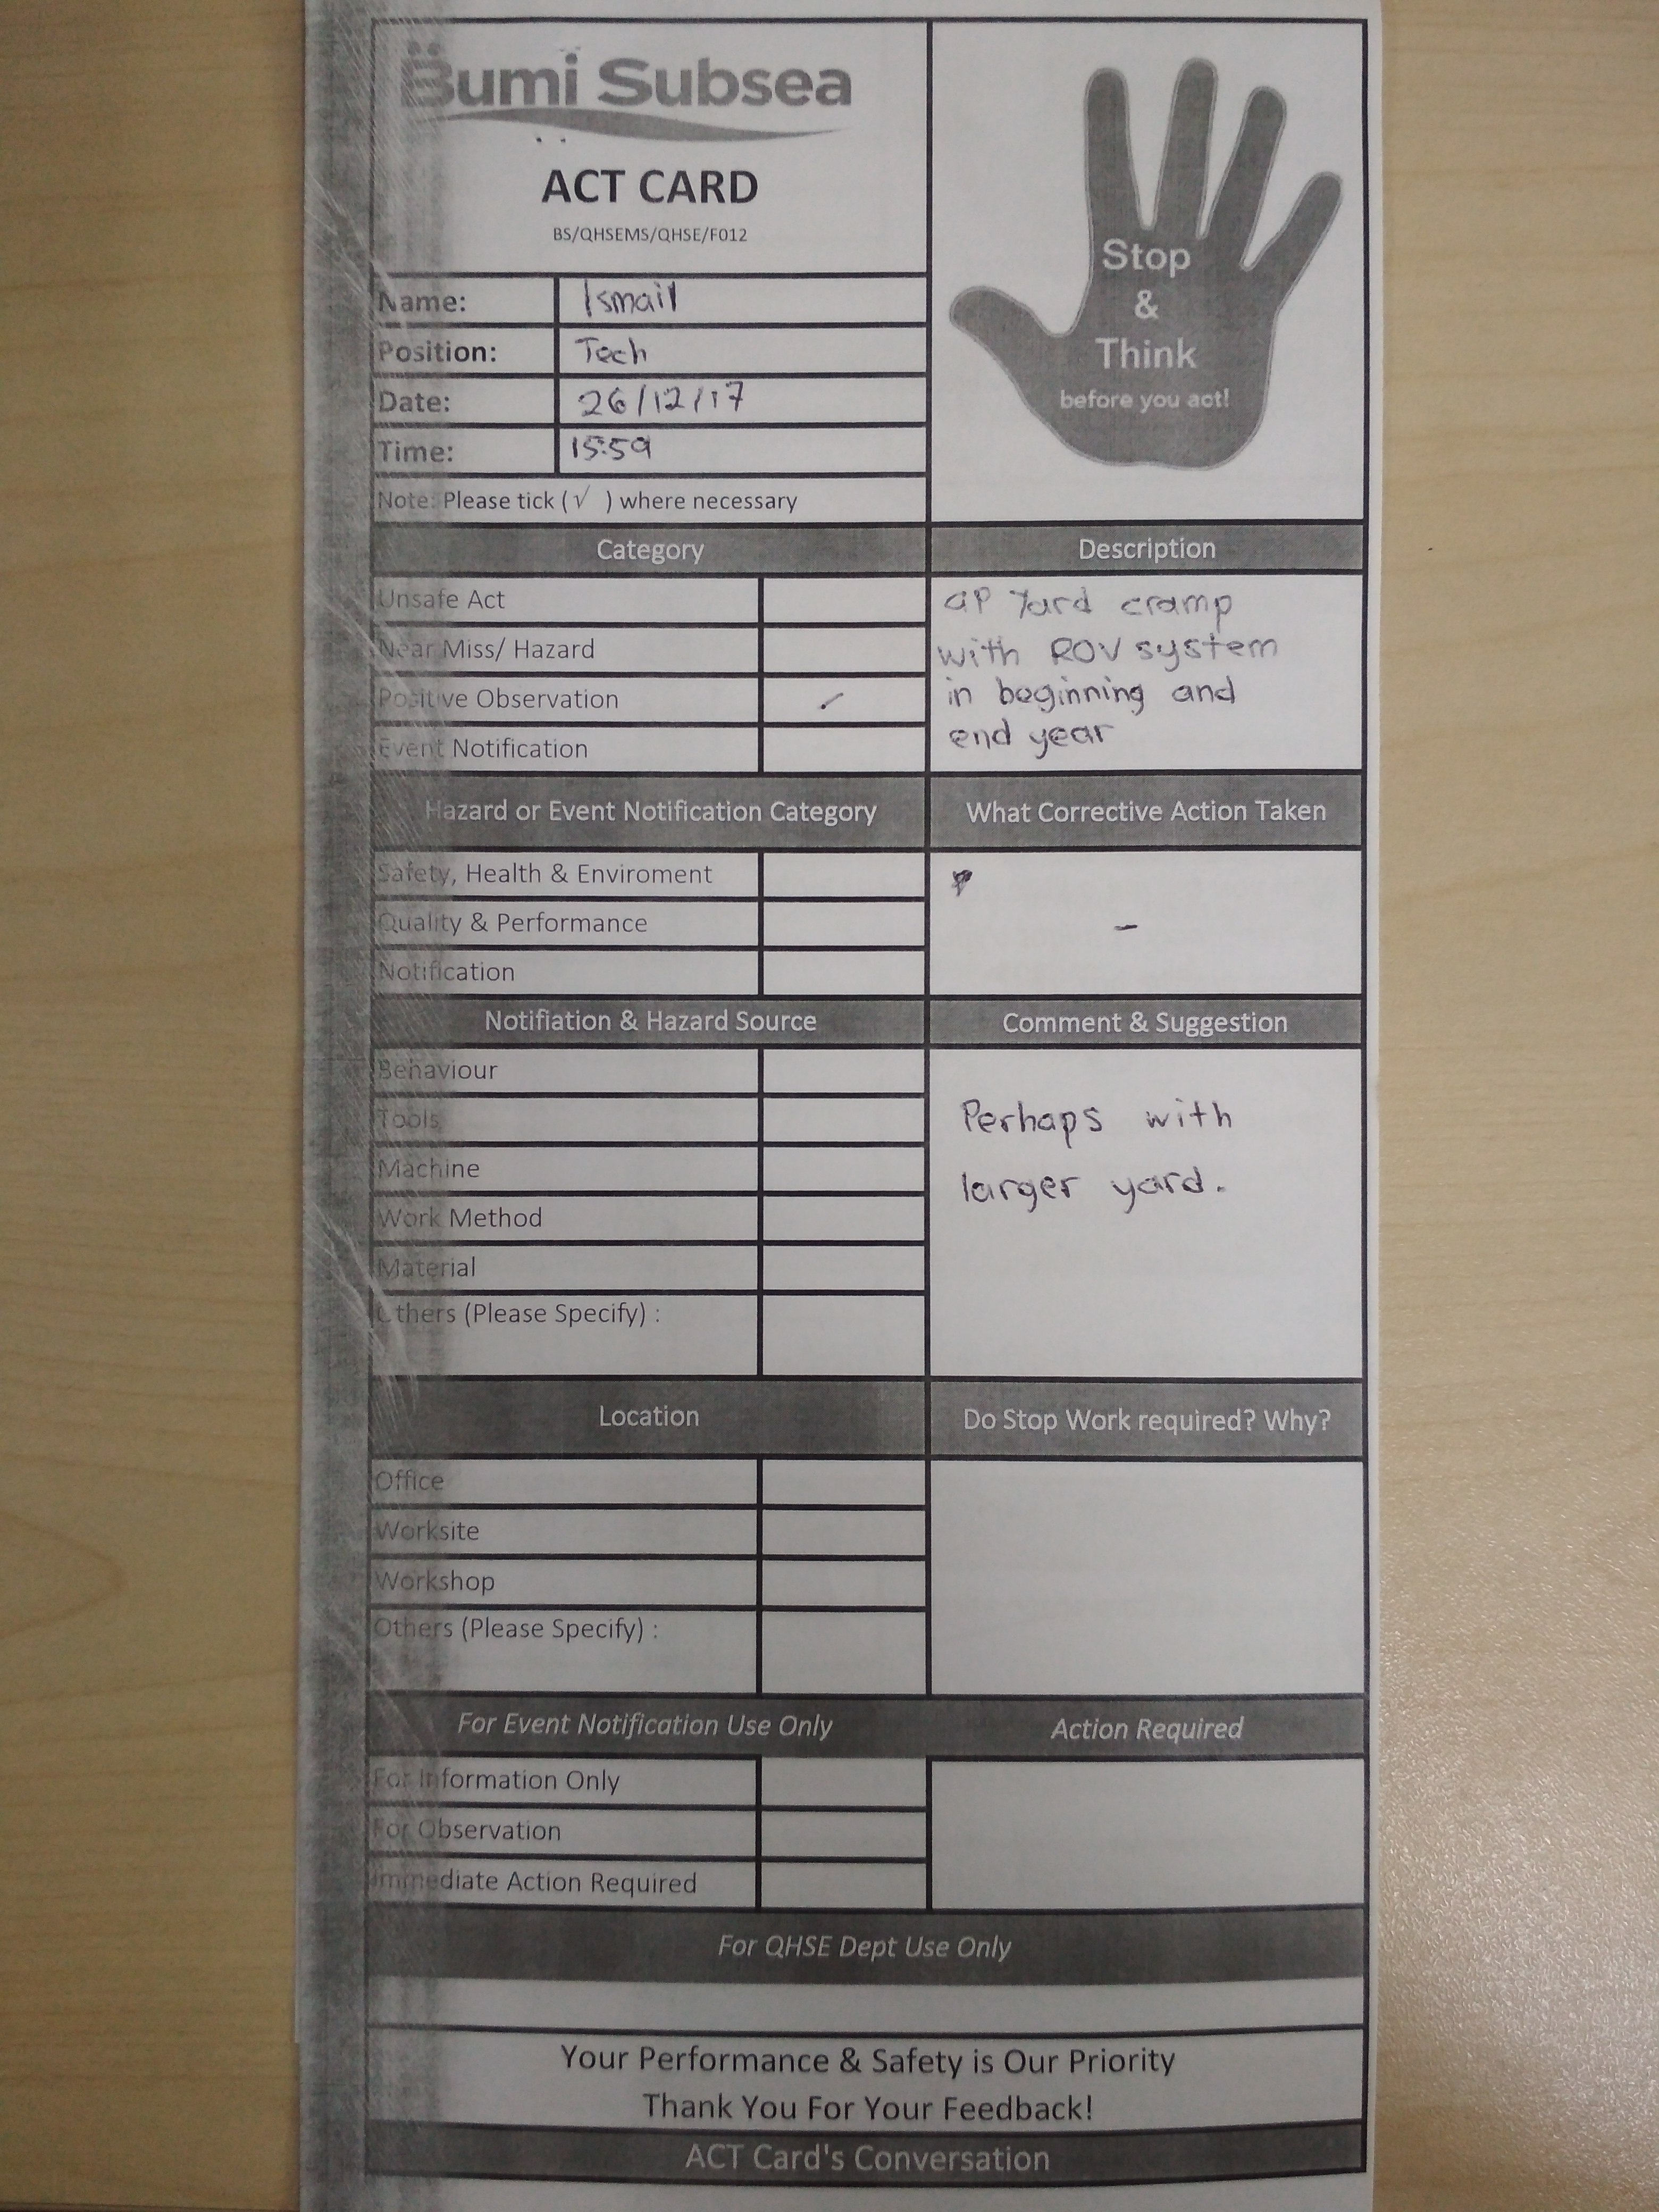 Bumi Subsea
ACT CARD
BS/QHSEMS/QHSE/F012
Stop
&
Think
before you act!
Name: Ismail
Position: Tech
Date: 26/12/17
Time: 15:59
Note: Please tick (√ ) where necessary
Category
Description
Unsafe Act
Near Miss/ Hazard
Positive Observation ✓
Event Notification
GP Yard cramp
with ROV system
in beginning and
end year
Hazard or Event Notification Category
What Corrective Action Taken
Safety, Health & Enviroment
Quality & Performance
Notification
-
Notifiation & Hazard Source
Comment & Suggestion
Behaviour
Tools
Machine
Work Method
Material
Others (Please Specify) :
Perhaps with
larger yard.
Location
Do Stop Work required? Why?
Office
Worksite
Workshop
Others (Please Specify) :
For Event Notification Use Only
Action Required
For Information Only
For Observation
Immediate Action Required
For QHSE Dept Use Only
Your Performance & Safety is Our Priority
Thank You For Your Feedback!
ACT Card's Conversation